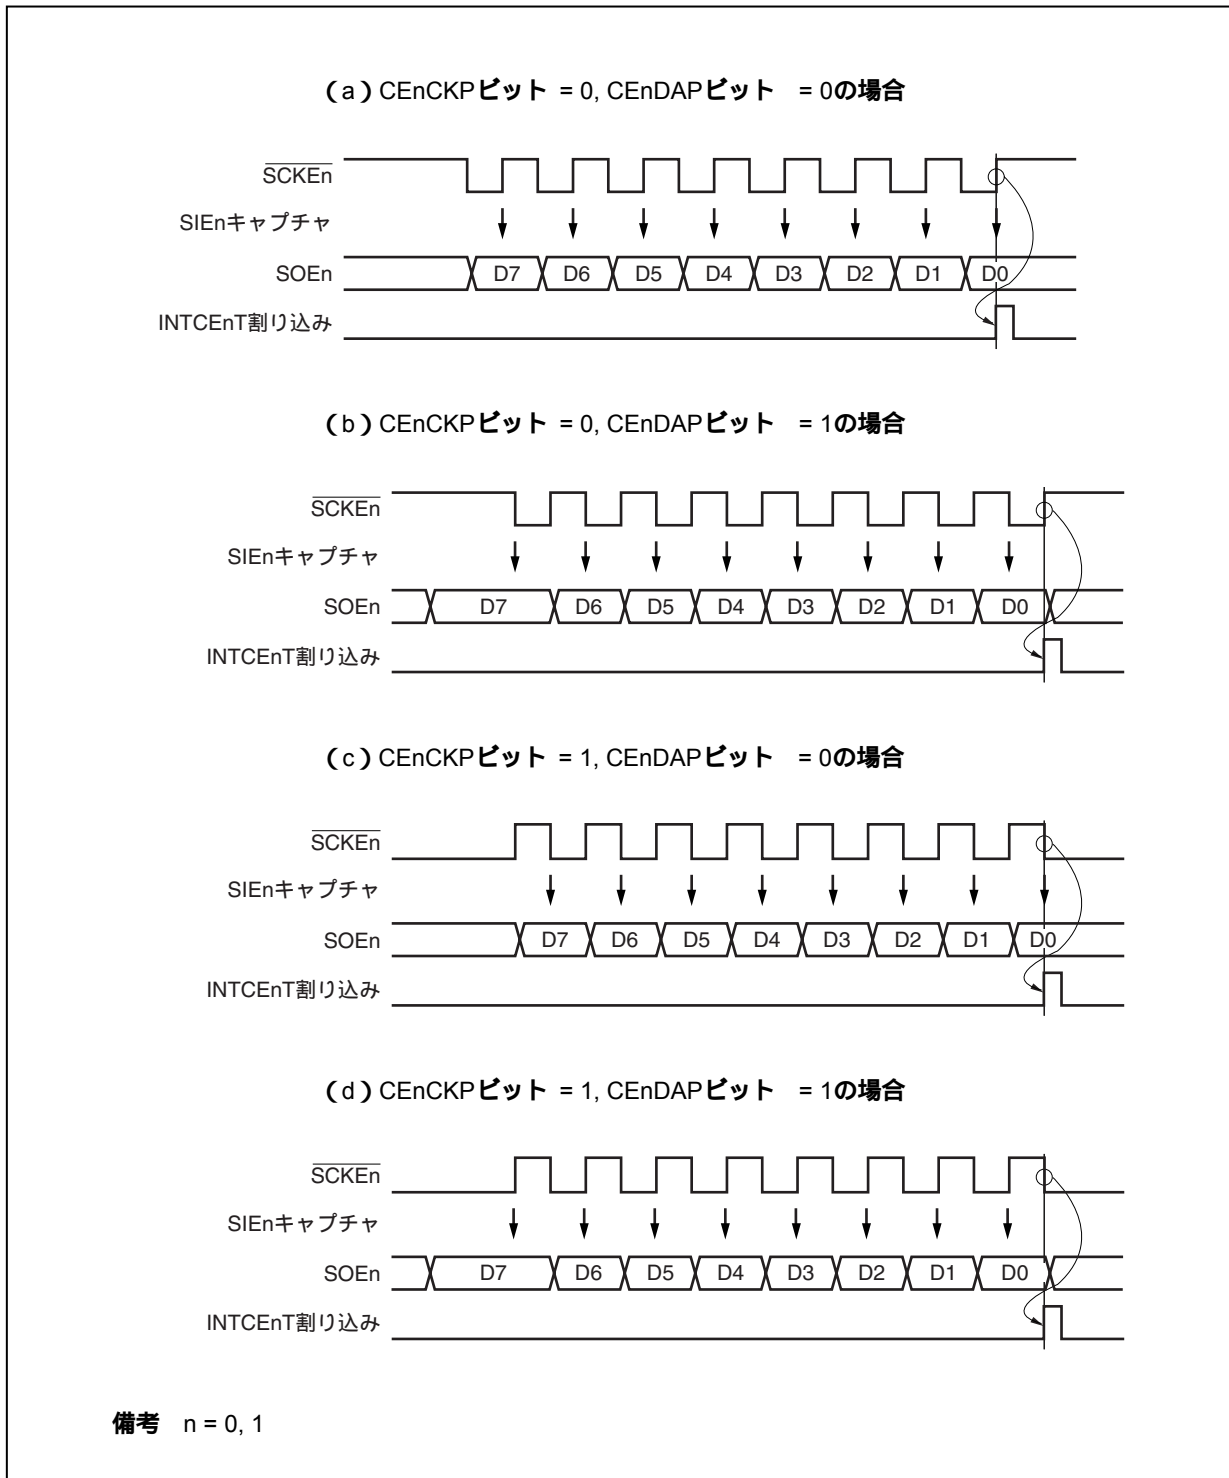 (a) CEnCKPビット = 0, CEnDAPビット = 0の場合
SCKEn
SIEnキャプチャ
SOEn D7 D6 D5 D4 D3 D2 D1 D0
INTCEnT割り込み
(b) CEnCKPビット = 0, CEnDAPビット = 1の場合
SCKEn
SIEnキャプチャ
SOEn D7 D6 D5 D4 D3 D2 D1 D0
INTCEnT割り込み
(c) CEnCKPビット = 1, CEnDAPビット = 0の場合
SCKEn
SIEnキャプチャ
SOEn D7 D6 D5 D4 D3 D2 D1 D0
INTCEnT割り込み
(d) CEnCKPビット = 1, CEnDAPビット = 1の場合
SCKEn
SIEnキャプチャ
SOEn D7 D6 D5 D4 D3 D2 D1 D0
INTCEnT割り込み
備考 n = 0, 1